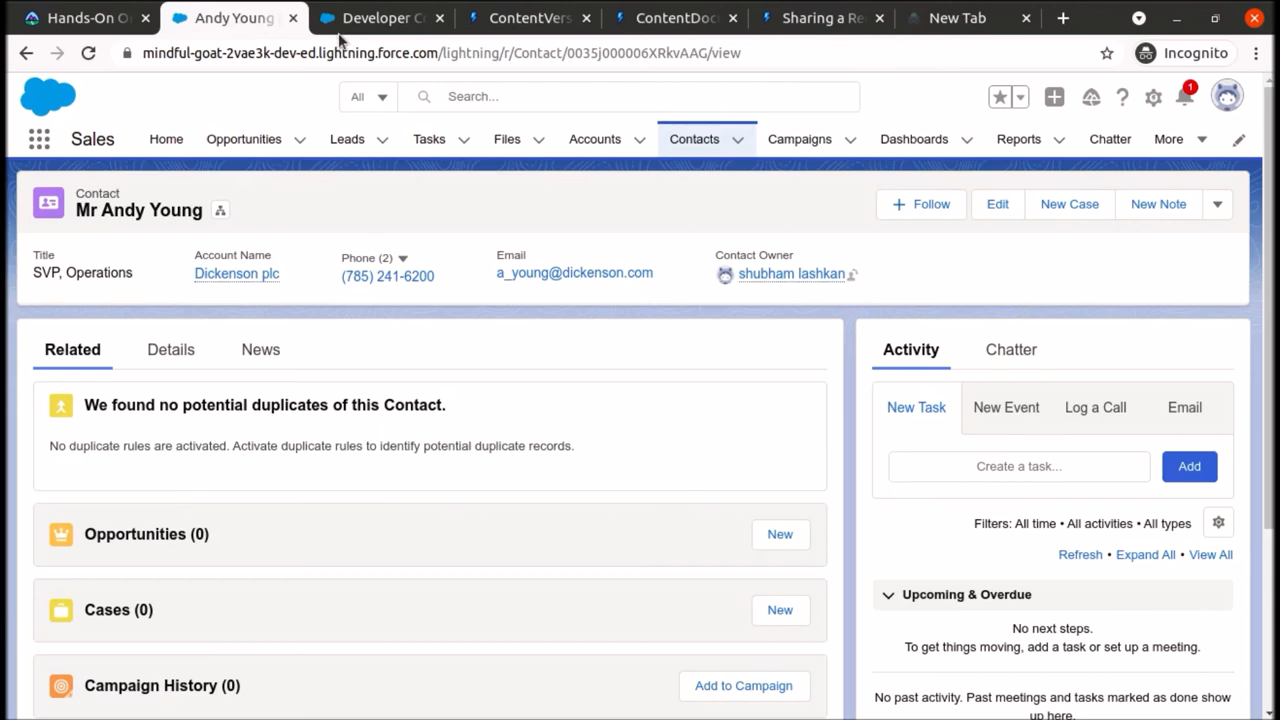 Hands-On O
Andy Young
Developer C
ContentVers
ContentDoc
Sharing a Re
New Tab
mindful-goat-2vae3k-dev-ed.lightning.force.com/lightning/r/Contact/0035j000006XRkvAAG/view
Incognito
All
Search...
1
Sales
Home
Opportunities
Leads
Tasks
Files
Accounts
Contacts
Campaigns
Dashboards
Reports
Chatter
More
Contact
Mr Andy Young
Follow
Edit
New Case
New Note
Title
SVP, Operations
Account Name
Dickenson plc
Phone (2)
(785) 241-6200
Email
a_young@dickenson.com
Contact Owner
shubham lashkan
Related
Details
News
We found no potential duplicates of this Contact.
No duplicate rules are activated. Activate duplicate rules to identify potential duplicate records.
Opportunities (0)
New
Cases (0)
New
Campaign History (0)
Add to Campaign
Activity
Chatter
New Task
New Event
Log a Call
Email
Create a task...
Add
Filters: All time • All activities • All types
Refresh • Expand All • View All
Upcoming & Overdue
No next steps.
To get things moving, add a task or set up a meeting.
No past activity. Past meetings and tasks marked as done show
up here.